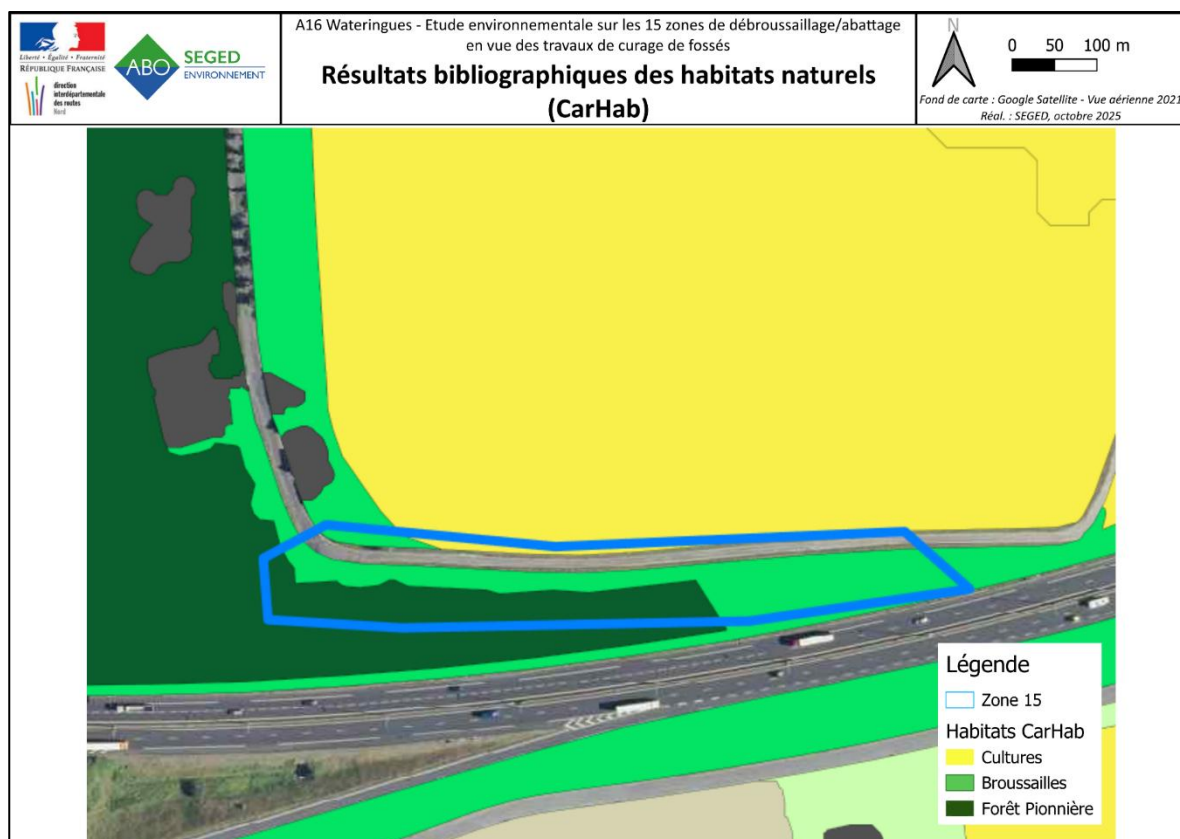 Liberté • Égalité • Fraternité
RÉPUBLIQUE FRANÇAISE
direction
interdépartementale
des routes
Nord
ABO
SEGED
ENVIRONNEMENT
A16 Wateringues - Etude environnementale sur les 15 zones de débroussaillage/abattage
en vue des travaux de curage de fossés
Résultats bibliographiques des habitats naturels
(CarHab)
N
0 50 100 m
Fond de carte : Google Satellite - Vue aérienne 2021
Réal. : SEGED, octobre 2025
Légende
Zone 15
Habitats CarHab
Cultures
Broussailles
Forêt Pionnière